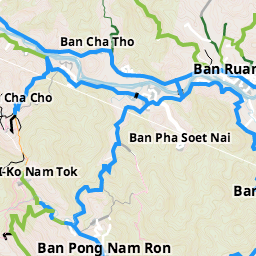 Ban Cha Tho
Ban Ruan
Cha Cho
Ban Pha Soet Nai
I-Ko Nam Tok
Ban
Ban Pong Nam Ron